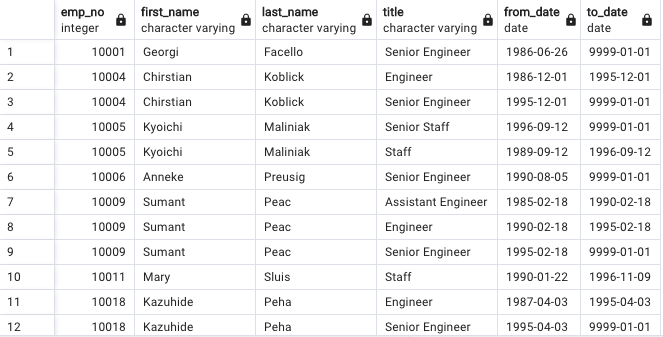 emp_no first_name last_name title from_date to_date
integer character varying character varying character varying date date
1 10001 Georgi Facello Senior Engineer 1986-06-26 9999-01-01
2 10004 Chirstian Koblick Engineer 1986-12-01 1995-12-01
3 10004 Chirstian Koblick Senior Engineer 1995-12-01 9999-01-01
4 10005 Kyoichi Maliniak Senior Staff 1996-09-12 9999-01-01
5 10005 Kyoichi Maliniak Staff 1989-09-12 1996-09-12
6 10006 Anneke Preusig Senior Engineer 1990-08-05 9999-01-01
7 10009 Sumant Peac Assistant Engineer 1985-02-18 1990-02-18
8 10009 Sumant Peac Engineer 1990-02-18 1995-02-18
9 10009 Sumant Peac Senior Engineer 1995-02-18 9999-01-01
10 10011 Mary Sluis Staff 1990-01-22 1996-11-09
11 10018 Kazuhide Peha Engineer 1987-04-03 1995-04-03
12 10018 Kazuhide Peha Senior Engineer 1995-04-03 9999-01-01